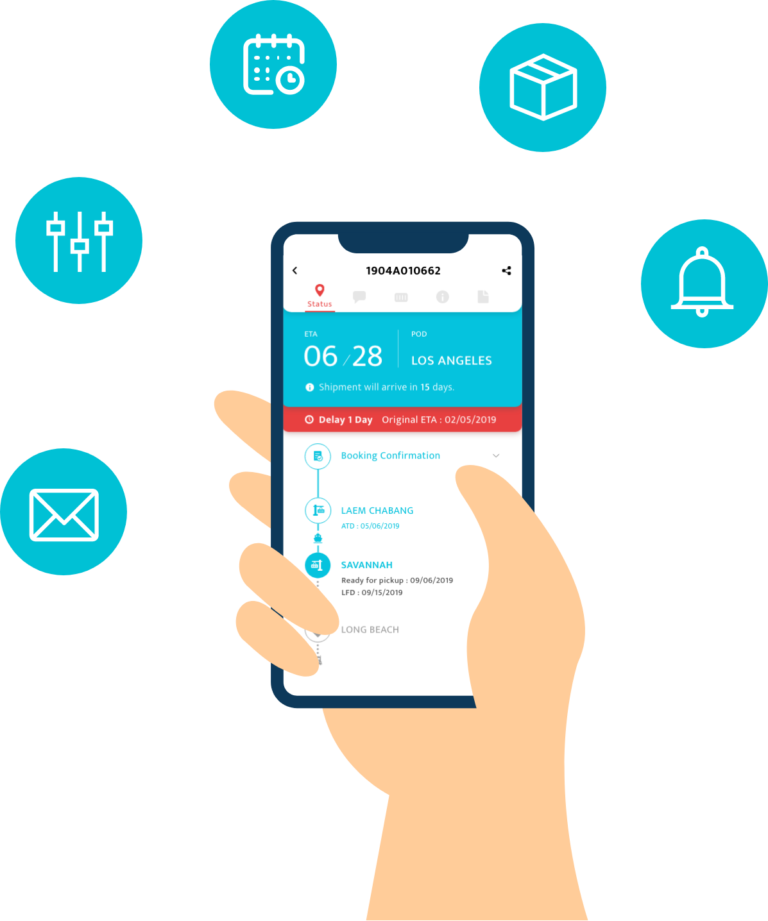 1904A010662
Status
ETA
POD
06 / 28
LOS ANGELES
Shipment will arrive in 15 days.
Delay 1 Day Original ETA : 02/05/2019
Booking Confirmation
LAEM CHABANG
ATD : 05/06/2019
SAVANNAH
Ready for pickup : 09/06/2019
LFD : 09/15/2019
LONG BEACH